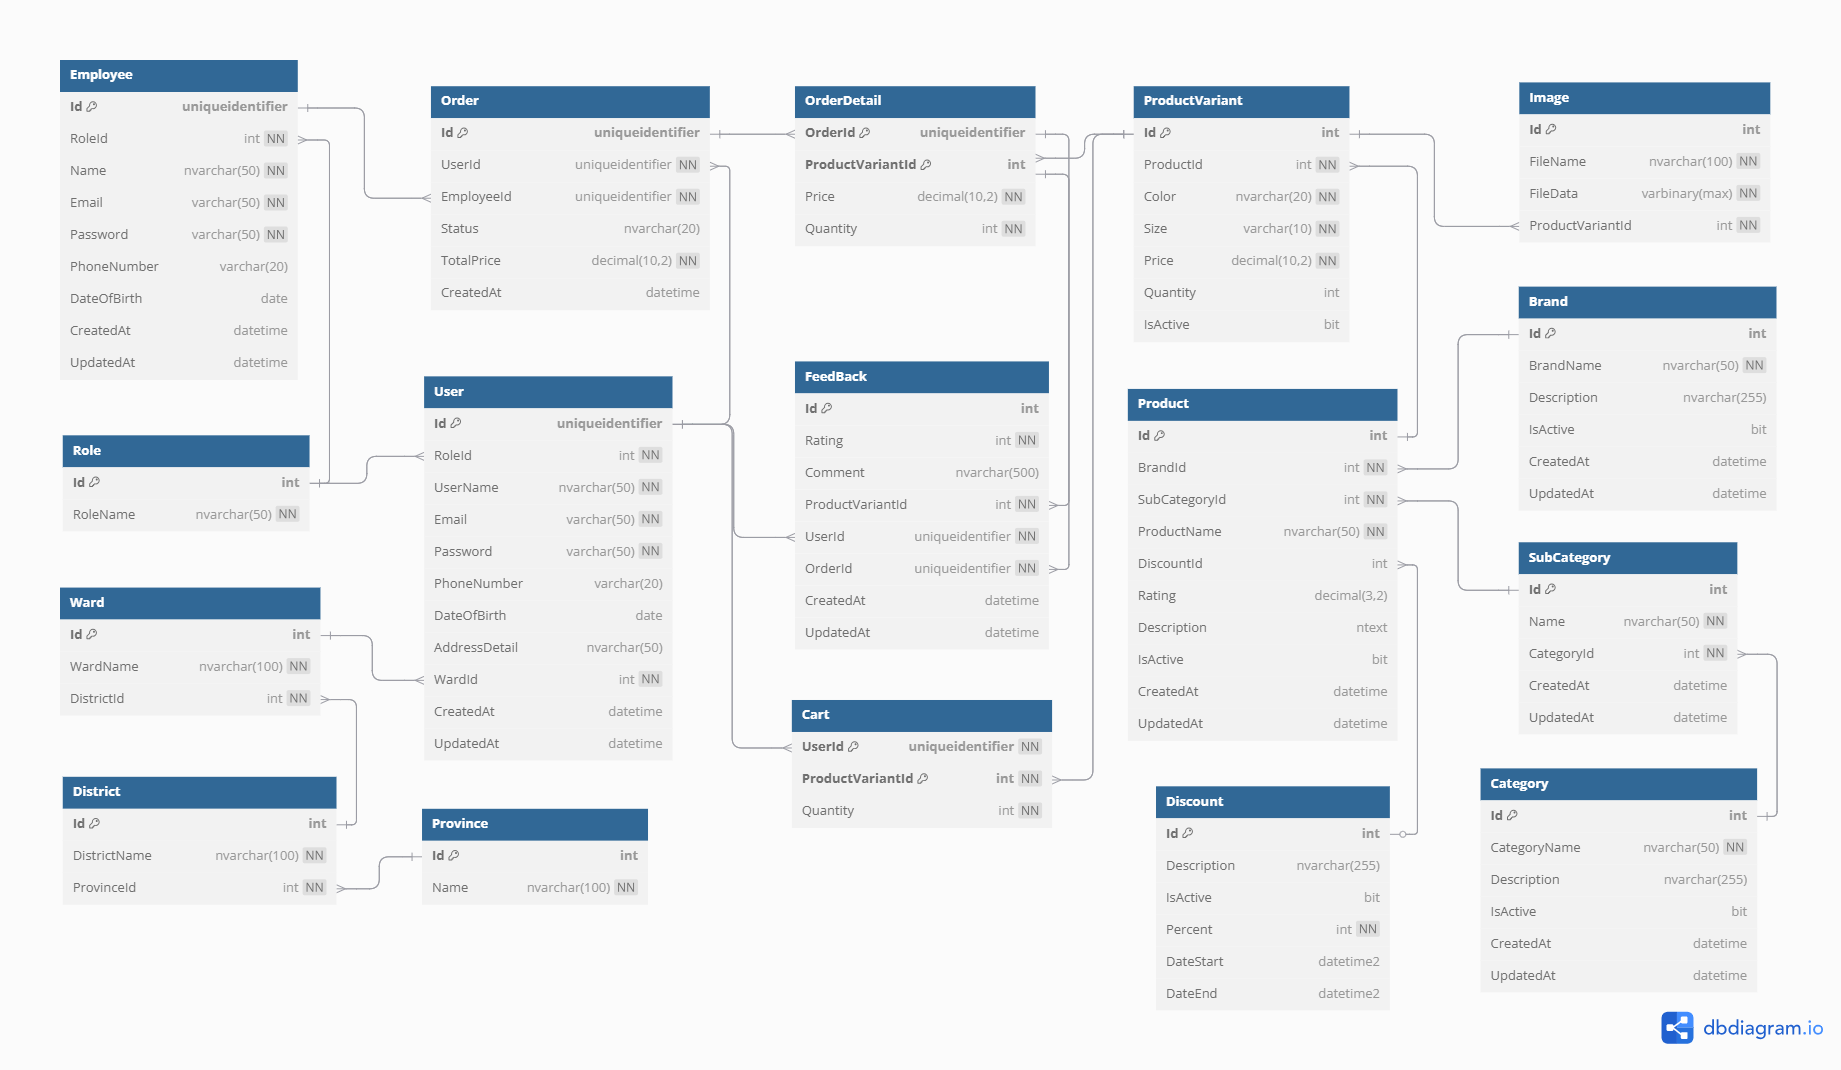 Employee
Id uniqueidentifier
RoleId int NN
Name nvarchar(50) NN
Email varchar(50) NN
Password varchar(50) NN
PhoneNumber varchar(20)
DateOfBirth date
CreatedAt datetime
UpdatedAt datetime
Role
Id int
RoleName nvarchar(50) NN
Ward
Id int
WardName nvarchar(100) NN
DistrictId int NN
District
Id int
DistrictName nvarchar(100) NN
ProvinceId int NN
Order
Id uniqueidentifier
UserId uniqueidentifier NN
EmployeeId uniqueidentifier NN
Status nvarchar(20)
TotalPrice decimal(10,2) NN
CreatedAt datetime
User
Id uniqueidentifier
RoleId int NN
UserName nvarchar(50) NN
Email varchar(50) NN
Password varchar(50) NN
PhoneNumber varchar(20)
DateOfBirth date
AddressDetail nvarchar(50)
WardId int NN
CreatedAt datetime
UpdatedAt datetime
Province
Id int
Name nvarchar(100) NN
OrderDetail
OrderId uniqueidentifier
ProductVariantId int
Price decimal(10,2) NN
Quantity int NN
FeedBack
Id int
Rating int NN
Comment nvarchar(500)
ProductVariantId int NN
UserId uniqueidentifier NN
OrderId uniqueidentifier NN
CreatedAt datetime
UpdatedAt datetime
Cart
UserId uniqueidentifier NN
ProductVariantId int NN
Quantity int NN
ProductVariant
Id int
ProductId int NN
Color nvarchar(20) NN
Size varchar(10) NN
Price decimal(10,2) NN
Quantity int
IsActive bit
Product
Id int
BrandId int NN
SubCategoryId int NN
ProductName nvarchar(50) NN
DiscountId int
Rating decimal(3,2)
Description ntext
IsActive bit
CreatedAt datetime
UpdatedAt datetime
Discount
Id int
Description nvarchar(255)
IsActive bit
Percent int NN
DateStart datetime2
DateEnd datetime2
Image
Id int
FileName nvarchar(100) NN
FileData varbinary(max) NN
ProductVariantId int NN
Brand
Id int
BrandName nvarchar(50) NN
Description nvarchar(255)
IsActive bit
CreatedAt datetime
UpdatedAt datetime
SubCategory
Id int
Name nvarchar(50) NN
CategoryId int NN
CreatedAt datetime
UpdatedAt datetime
Category
Id int
CategoryName nvarchar(50) NN
Description nvarchar(255)
IsActive bit
CreatedAt datetime
UpdatedAt datetime
dbdiagram.io